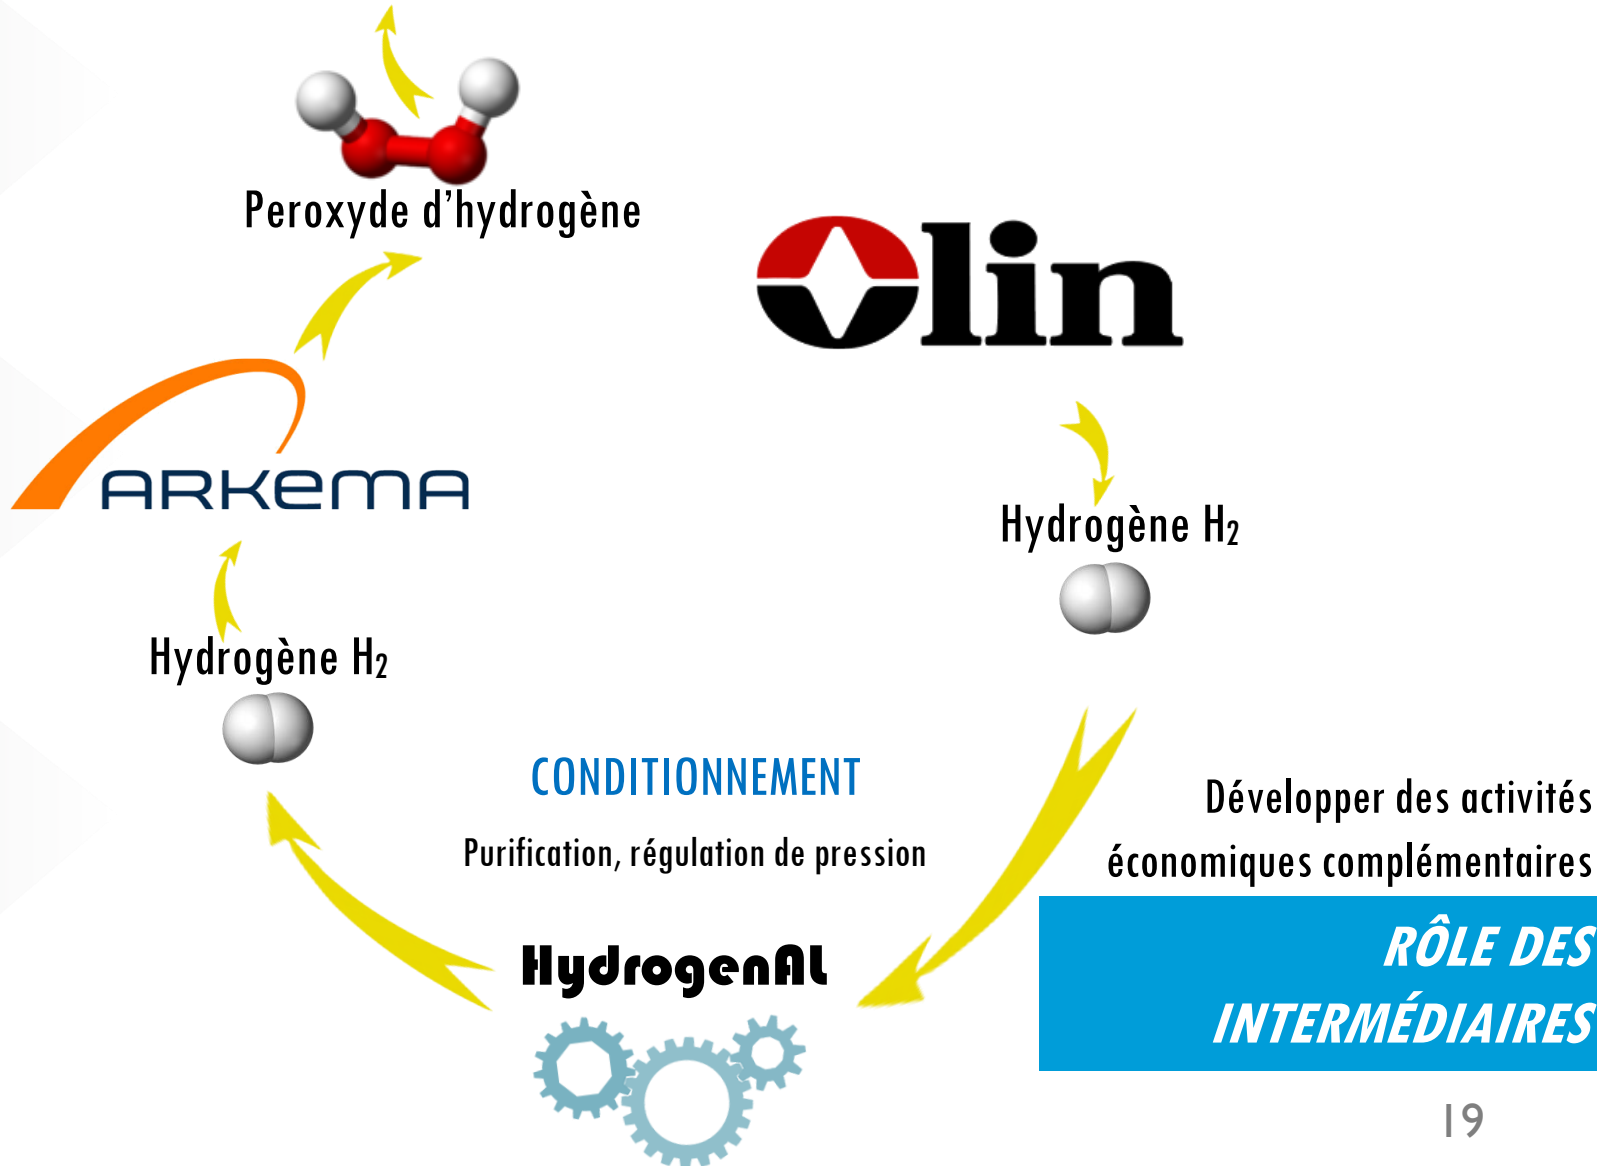 Peroxyde d’hydrogène
Olin
ARKEMA
Hydrogène H₂
Hydrogène H₂
CONDITIONNEMENT
Purification, régulation de pression
Développer des activités
économiques complémentaires
HydrogenAL
RÔLE DES
INTERMÉDIAIRES
19